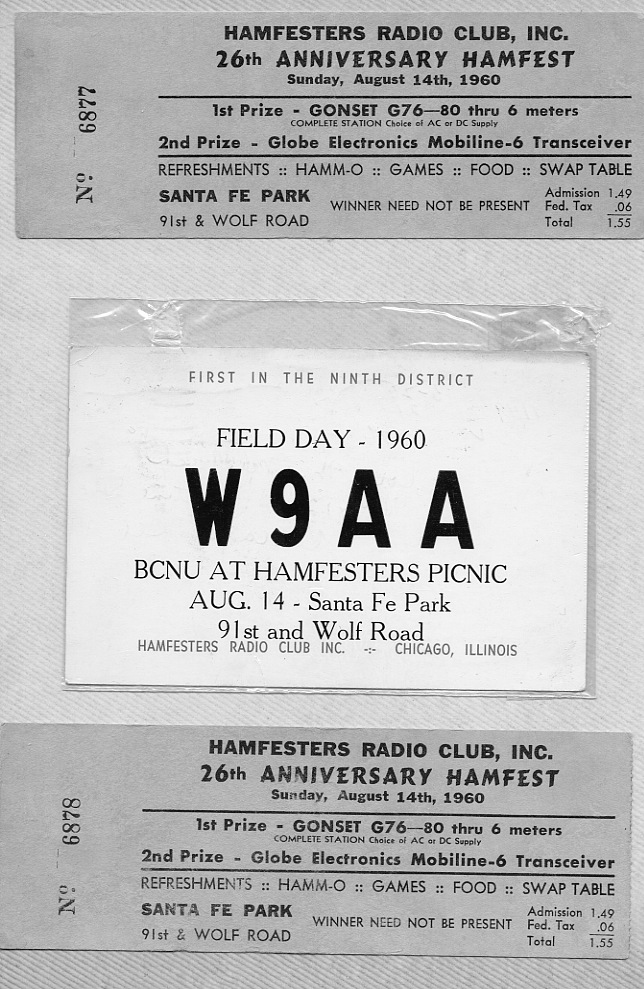 HAMFESTERS RADIO CLUB, INC.
26th ANNIVERSARY HAMFEST
Sunday, August 14th, 1960
1st Prize - GONSET G76—80 thru 6 meters
COMPLETE STATION Choice of AC or DC Supply
2nd Prize - Globe Electronics Mobiline-6 Transceiver
REFRESHMENTS :: HAMM-O :: GAMES :: FOOD :: SWAP TABLE
SANTA FE PARK
91st & WOLF ROAD
WINNER NEED NOT BE PRESENT
Admission 1.49
Fed. Tax .06
Total 1.55
Nº 6877
FIRST IN THE NINTH DISTRICT
FIELD DAY - 1960
W9AA
BCNU AT HAMFESTERS PICNIC
AUG. 14 - Santa Fe Park
91st and Wolf Road
HAMFESTERS RADIO CLUB INC. -:- CHICAGO, ILLINOIS
HAMFESTERS RADIO CLUB, INC.
26th ANNIVERSARY HAMFEST
Sunday, August 14th, 1960
1st Prize - GONSET G76—80 thru 6 meters
COMPLETE STATION Choice of AC or DC Supply
2nd Prize - Globe Electronics Mobiline-6 Transceiver
REFRESHMENTS :: HAMM-O :: GAMES :: FOOD :: SWAP TABLE
SANTA FE PARK
91st & WOLF ROAD
WINNER NEED NOT BE PRESENT
Admission 1.49
Fed. Tax .06
Total 1.55
Nº 6878